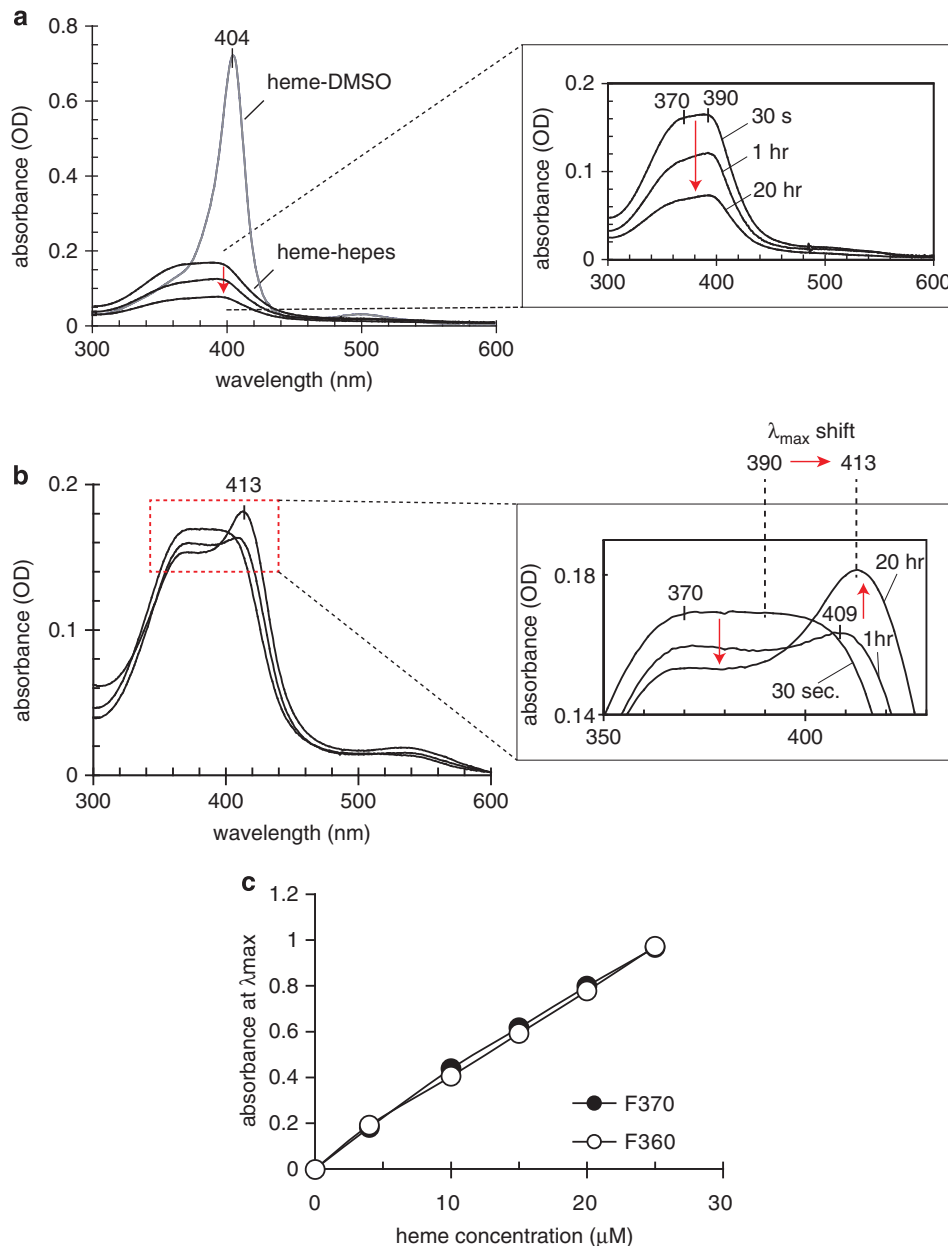 a
0.8
0.6
0.4
0.2
0
absorbance (OD)
404
heme-DMSO
heme-hepes
300
400
500
600
wavelength (nm)
0.2
0.1
0
absorbance (OD)
370
390
30 s
1 hr
20 hr
300
400
500
600
wavelength (nm)
b
0.2
0.1
0
absorbance (OD)
413
300
400
500
600
wavelength (nm)
λmax shift
390
413
0.18
0.14
absorbance (OD)
370
409
20 hr
1hr
30 sec.
350
400
c
1.2
1
0.8
0.6
0.4
0.2
0
absorbance at λmax
F370
F360
0
10
20
30
heme concentration (μM)